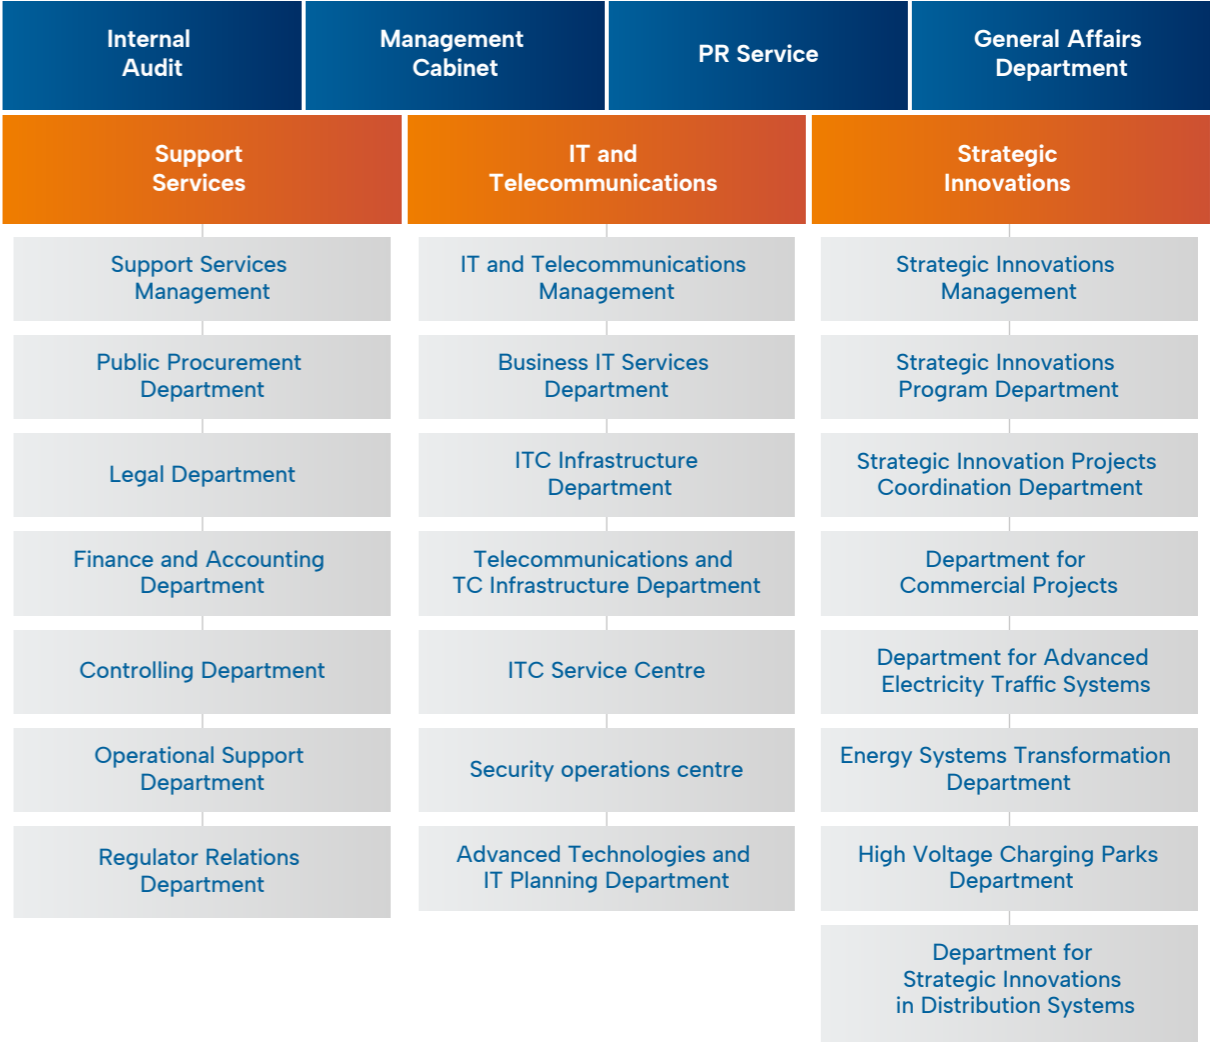 Internal
Audit
Management
Cabinet
PR Service
General Affairs
Department
Support
Services
IT and
Telecommunications
Strategic
Innovations
Support Services
Management
Public Procurement
Department
Legal Department
Finance and Accounting
Department
Controlling Department
Operational Support
Department
Regulator Relations
Department
IT and Telecommunications
Management
Business IT Services
Department
ITC Infrastructure
Department
Telecommunications and
TC Infrastructure Department
ITC Service Centre
Security operations centre
Advanced Technologies and
IT Planning Department
Strategic Innovations
Management
Strategic Innovations
Program Department
Strategic Innovation Projects
Coordination Department
Department for
Commercial Projects
Department for Advanced
Electricity Traffic Systems
Energy Systems Transformation
Department
High Voltage Charging Parks
Department
Department for
Strategic Innovations
in Distribution Systems